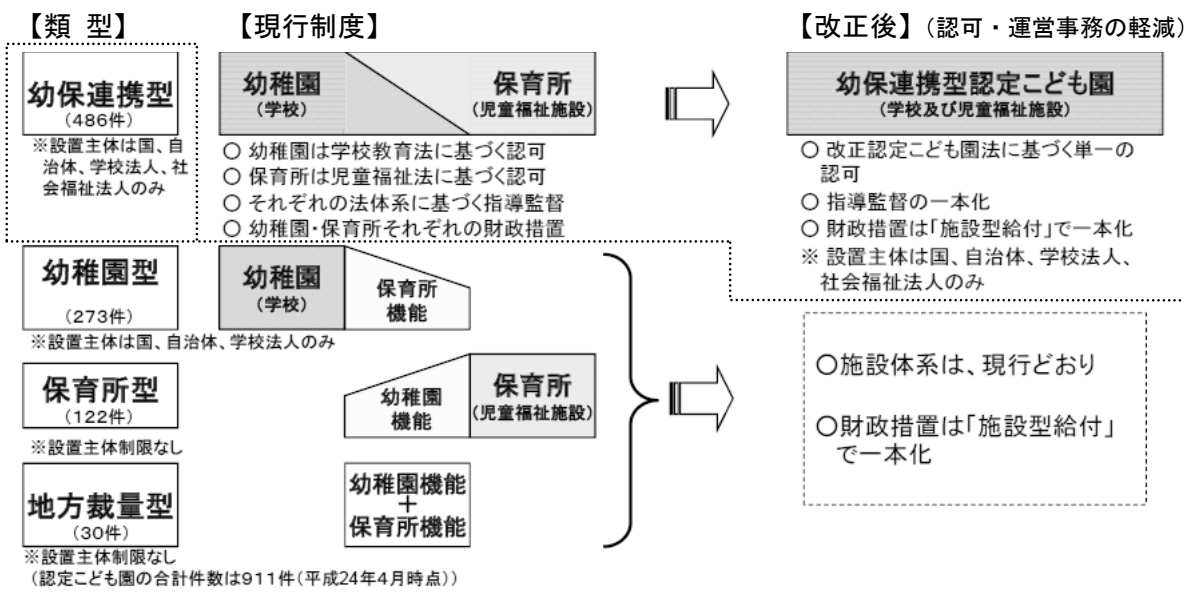 【類 型】
【現行制度】
【改正後】(認可・運営事務の軽減)
幼保連携型
(486件)
※設置主体は国、自
治体、学校法人、社
会福祉法人のみ
幼稚園
(学校)
保育所
(児童福祉施設)
○ 幼稚園は学校教育法に基づく認可
○ 保育所は児童福祉法に基づく認可
○ それぞれの法体系に基づく指導監督
○ 幼稚園・保育所それぞれの財政措置
幼保連携型認定こども園
(学校及び児童福祉施設)
○ 改正認定こども園法に基づく単一の
認可
○ 指導監督の一本化
○ 財政措置は「施設型給付」で一本化
※ 設置主体は国、自治体、学校法人、
社会福祉法人のみ
幼稚園型
(273件)
※設置主体は国、自治体、学校法人のみ
幼稚園
(学校)
保育所
機能
保育所型
(122件)
※設置主体制限なし
幼稚園
機能
保育所
(児童福祉施設)
地方裁量型
(30件)
※設置主体制限なし
幼稚園機能
+
保育所機能
○施設体系は、現行どおり
○財政措置は「施設型給付」
で一本化
(認定こども園の合計件数は911件(平成24年4月時点))